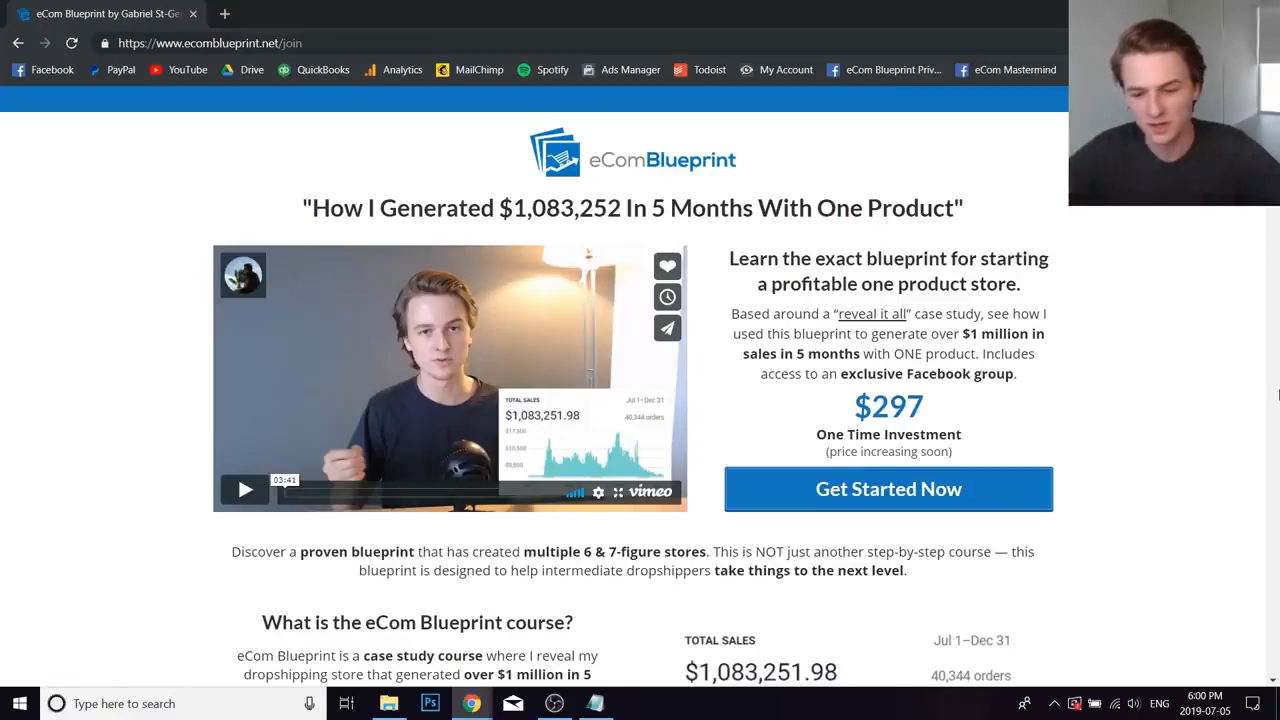 eCom Blueprint by Gabriel St-Ge
https://www.ecomblueprint.net/join
Facebook
PayPal
YouTube
Drive
QuickBooks
Analytics
MailChimp
Spotify
Ads Manager
Todoist
My Account
eCom Blueprint Priv...
eCom Mastermind
eComBlueprint
"How I Generated $1,083,252 In 5 Months With One Product"
TOTAL SALES
Jul 1–Dec 31
$1,083,251.98
40,344 orders
$17,500
$10,500
$3,500
03:41
vimeo
Learn the exact blueprint for starting
a profitable one product store.
Based around a “reveal it all” case study, see how I
used this blueprint to generate over $1 million in
sales in 5 months with ONE product. Includes
access to an exclusive Facebook group.
$297
One Time Investment
(price increasing soon)
Get Started Now
Discover a proven blueprint that has created multiple 6 & 7-figure stores. This is NOT just another step-by-step course — this
blueprint is designed to help intermediate dropshippers take things to the next level.
What is the eCom Blueprint course?
eCom Blueprint is a case study course where I reveal my
dropshipping store that generated over $1 million in 5
TOTAL SALES
Jul 1–Dec 31
$1,083,251.98
40,344 orders
Type here to search
6:00 PM
2019-07-05